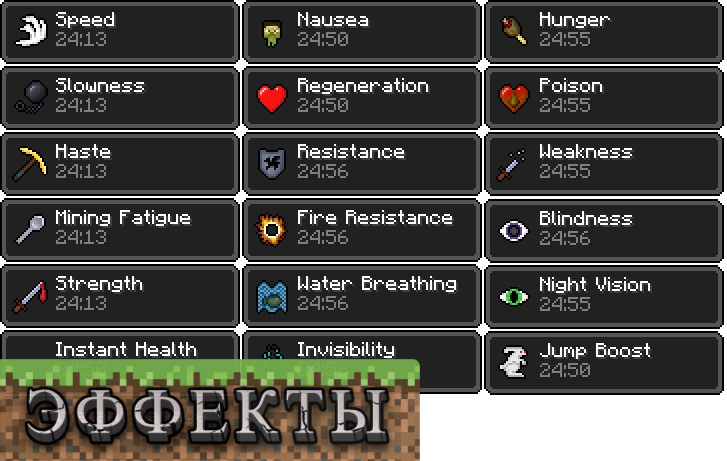 Speed
24:13
Nausea
24:50
Hunger
24:55
Slowness
24:13
Regeneration
24:50
Poison
24:55
Haste
24:13
Resistance
24:56
Weakness
24:55
Mining Fatigue
24:13
Fire Resistance
24:56
Blindness
24:56
Strength
24:13
Water Breathing
24:56
Night Vision
24:55
Instant Health
Invisibility
Jump Boost
24:50
ЭФФЕКТЫ